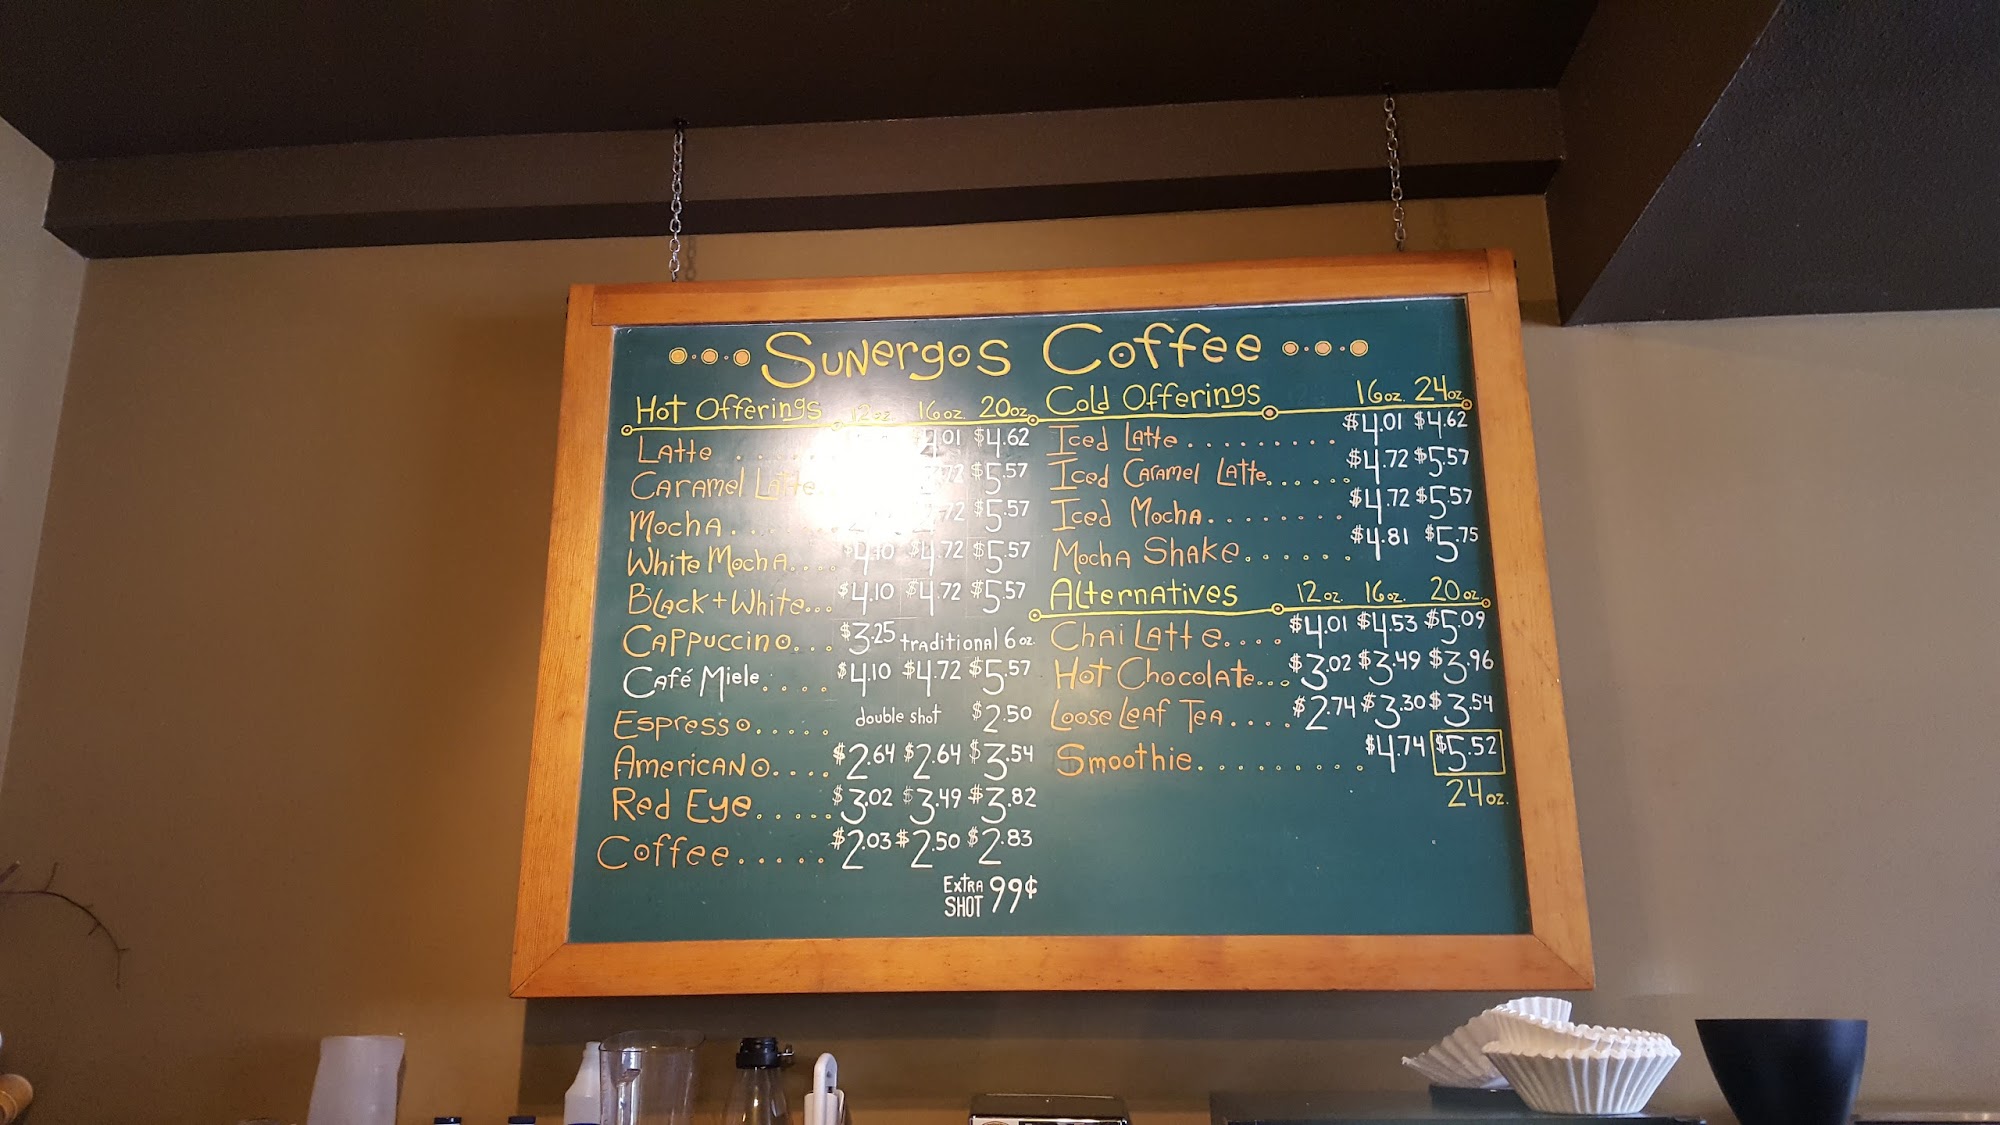 Sunergos Coffee
Hot Offerings 12oz. 16oz. 20oz.
Latte . . . . . $4.62
Caramel Latte. $5.57
Mocha. . . . . $5.57
White Mocha. . . . $4.10 $4.72 $5.57
Black + White... $4.10 $4.72 $5.57
Cappuccino. . . $3.25 traditional 6 oz.
Café Miele. . . . $4.10 $4.72 $5.57
Espresso. . . . . double shot $2.50
Americano. . . . $2.64 $2.64 $3.54
Red Eye. . . . . $3.02 $3.49 $3.82
Coffee. . . . . $2.03 $2.50 $2.83
Extra Shot 99¢
Cold Offerings 16oz. 24oz.
Iced Latte. . . . . . . . . $4.01 $4.62
Iced Caramel Latte. . . . . . $4.72 $5.57
Iced Mocha. . . . . . . . $4.72 $5.57
Mocha Shake. . . . . . $4.81 $5.75
Alternatives 12oz. 16oz. 20oz.
Chai Latte. . . . $4.01 $4.53 $5.09
Hot Chocolate... $3.02 $3.49 $3.96
Loose Leaf Tea. . . . $2.74 $3.30 $3.54
Smoothie. . . . . . . . . $4.74 $5.52
24oz.